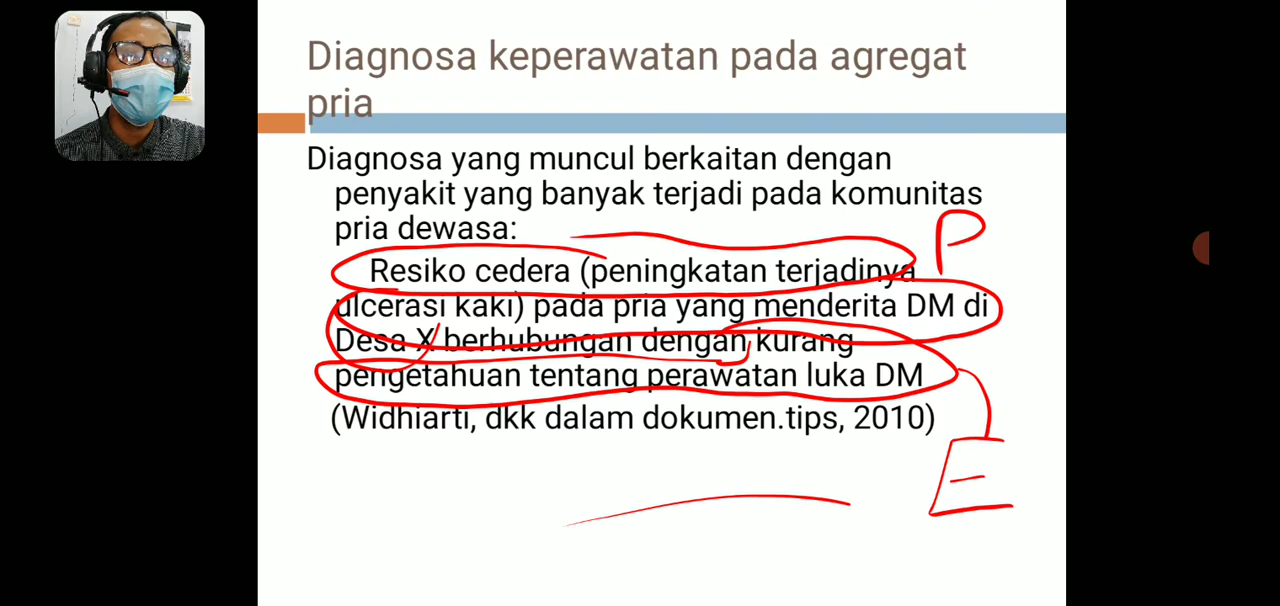 Diagnosa keperawatan pada agregat
pria
Diagnosa yang muncul berkaitan dengan
penyakit yang banyak terjadi pada komunitas
pria dewasa:
P
Resiko cedera (peningkatan terjadinya
ulcerasi kaki) pada pria yang menderita DM di
Desa X berhubungan dengan kurang
pengetahuan tentang perawatan luka DM
(Widhiarti, dkk dalam dokumen.tips, 2010)
E